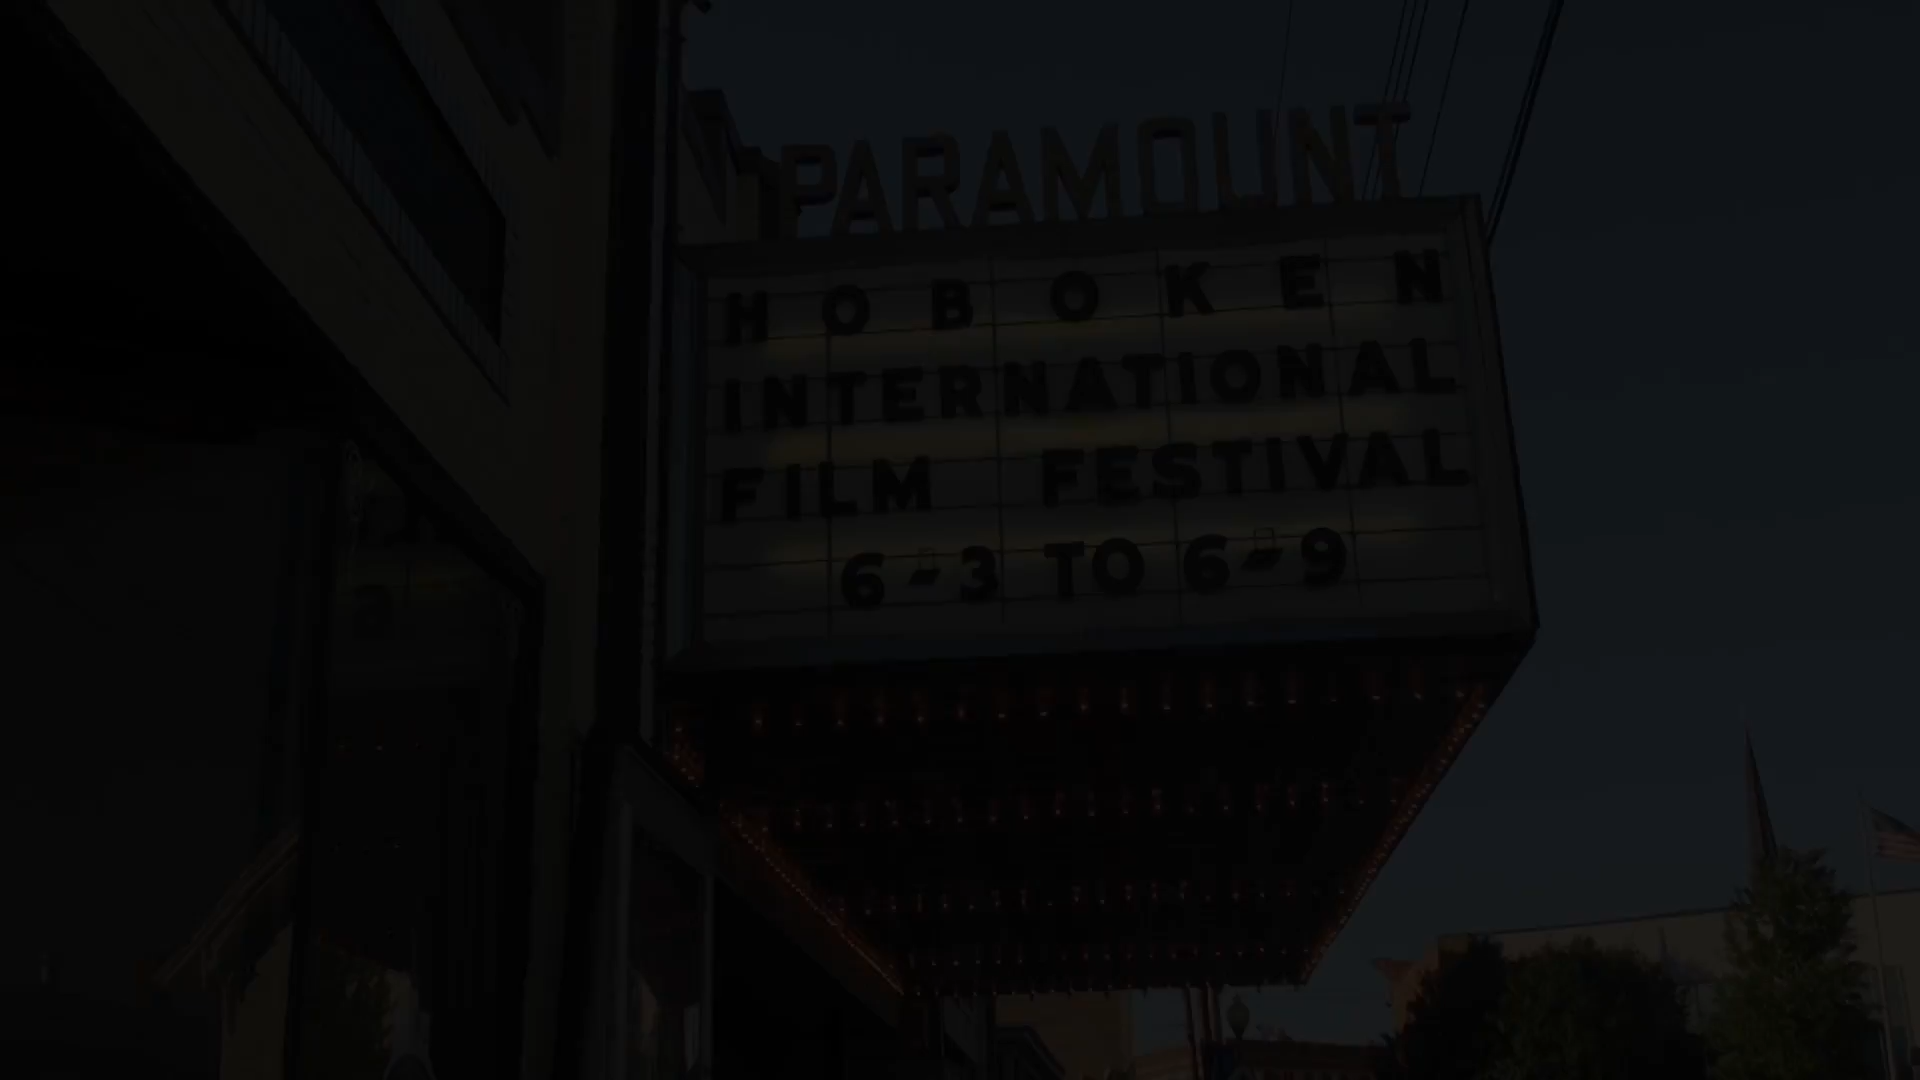 PARAMOUNT
HOBOKEN
INTERNATIONAL
FILM FESTIVAL
6-3 TO 6-9